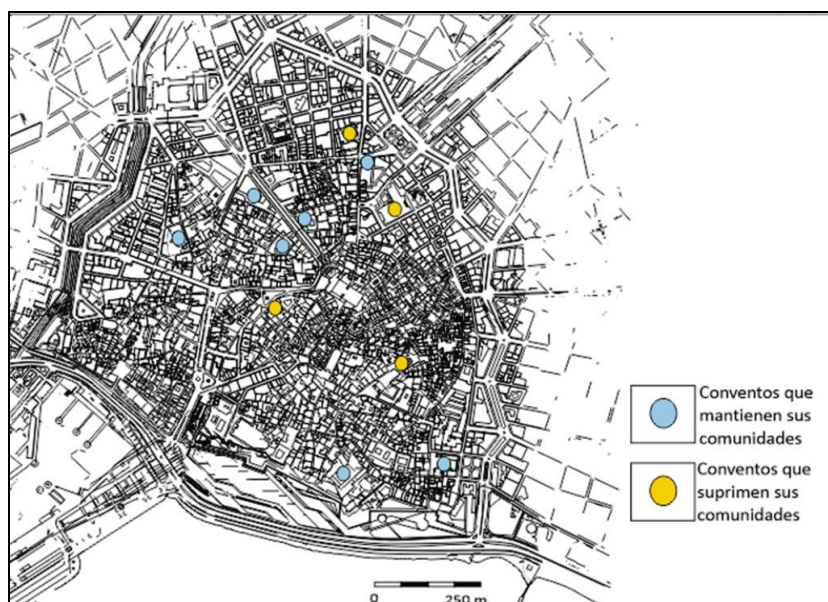 Conventos que
mantienen sus
comunidades
Conventos que
suprimen sus
comunidades
0 250 m.